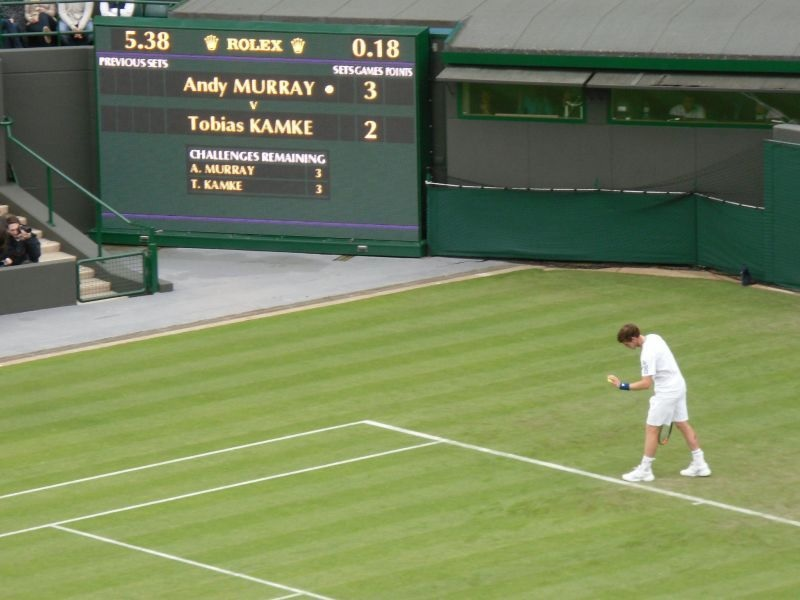 5.38 ROLEX 0.18
PREVIOUS SETS SETS GAMES POINTS
Andy MURRAY 3
V
Tobias KAMKE 2
CHALLENGES REMAINING
A. MURRAY 3
T. KAMKE 3